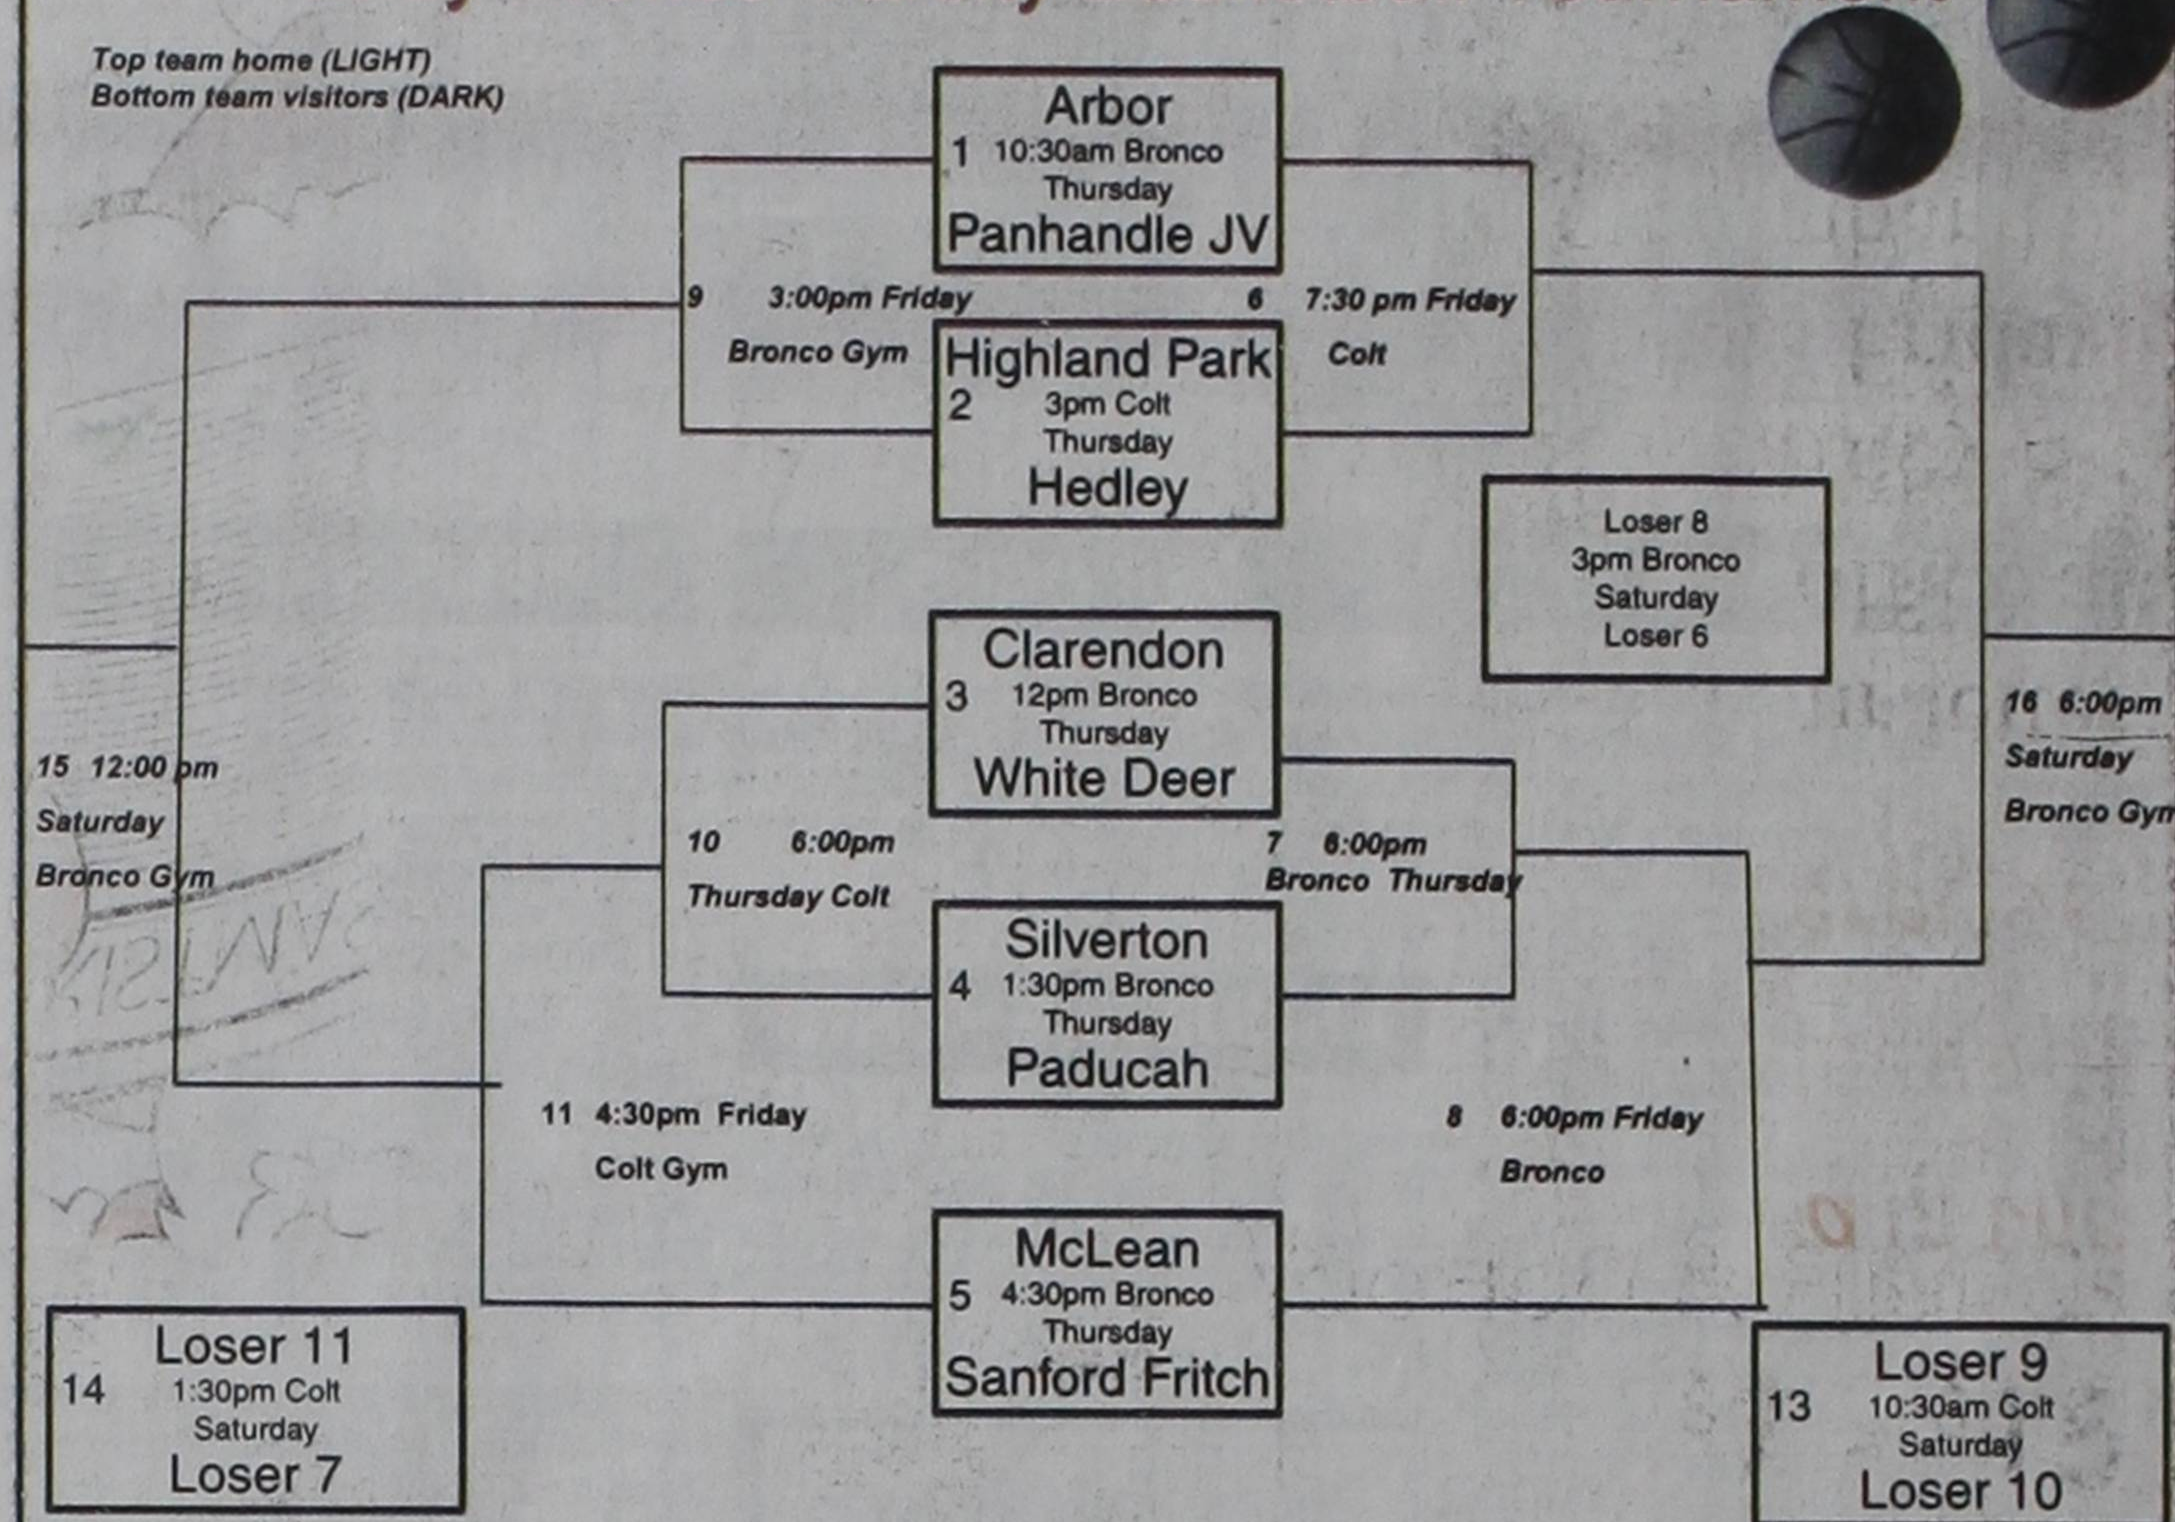 Top team home (LIGHT)
Bottom team visitors (DARK)
Arbor
1 10:30am Bronco
Thursday
Panhandle JV
9 3:00pm Friday
Bronco Gym
6 7:30 pm Friday
Colt
Highland Park
2 3pm Colt
Thursday
Hedley
Loser 8
3pm Bronco
Saturday
Loser 6
Clarendon
3 12pm Bronco
Thursday
White Deer
15 12:00 pm
Saturday
Bronco Gym
10 6:00pm
Thursday Colt
7 6:00pm
Bronco Thursday
16 6:00pm
Saturday
Bronco Gym
Silverton
4 1:30pm Bronco
Thursday
Paducah
11 4:30pm Friday
Colt Gym
8 6:00pm Friday
Bronco
McLean
5 4:30pm Bronco
Thursday
Sanford Fritch
Loser 11
14 1:30pm Colt
Saturday
Loser 7
Loser 9
13 10:30am Colt
Saturday
Loser 10